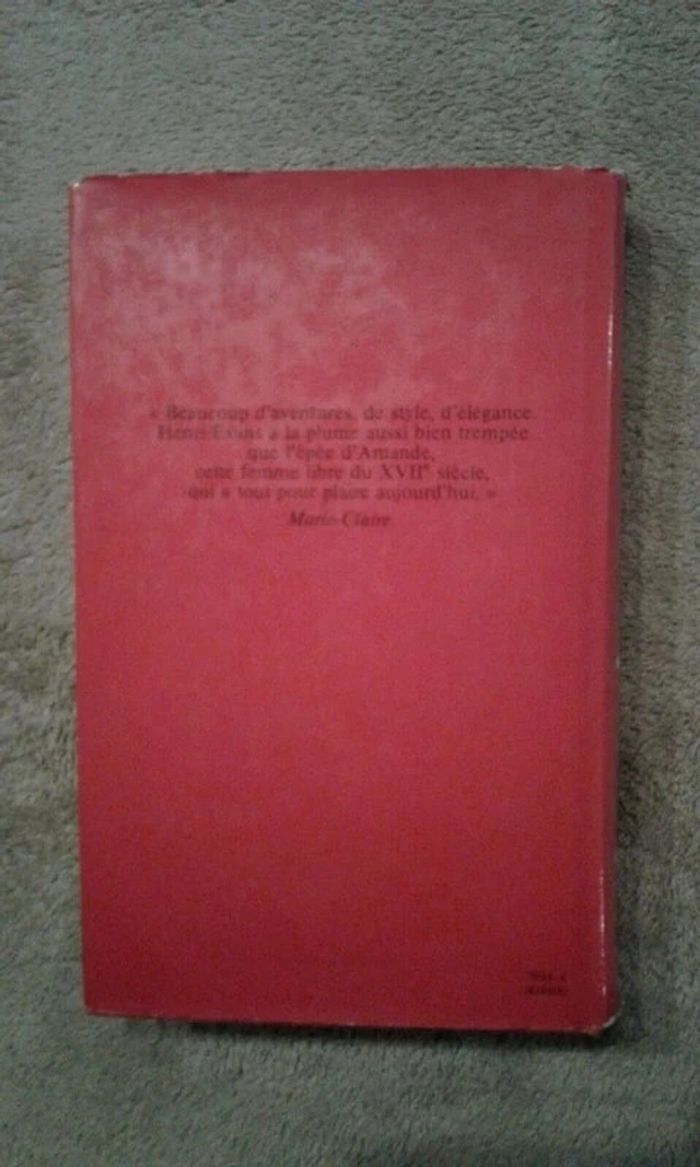 « Beaucoup d'aventures, de style, d'élégance.
Henri Evans a la plume aussi bien trempée
que l'épée d'Amande,
cette femme libre du XVIIe siècle,
qui a tout pour plaire aujourd'hui. »
Marie-Claire.